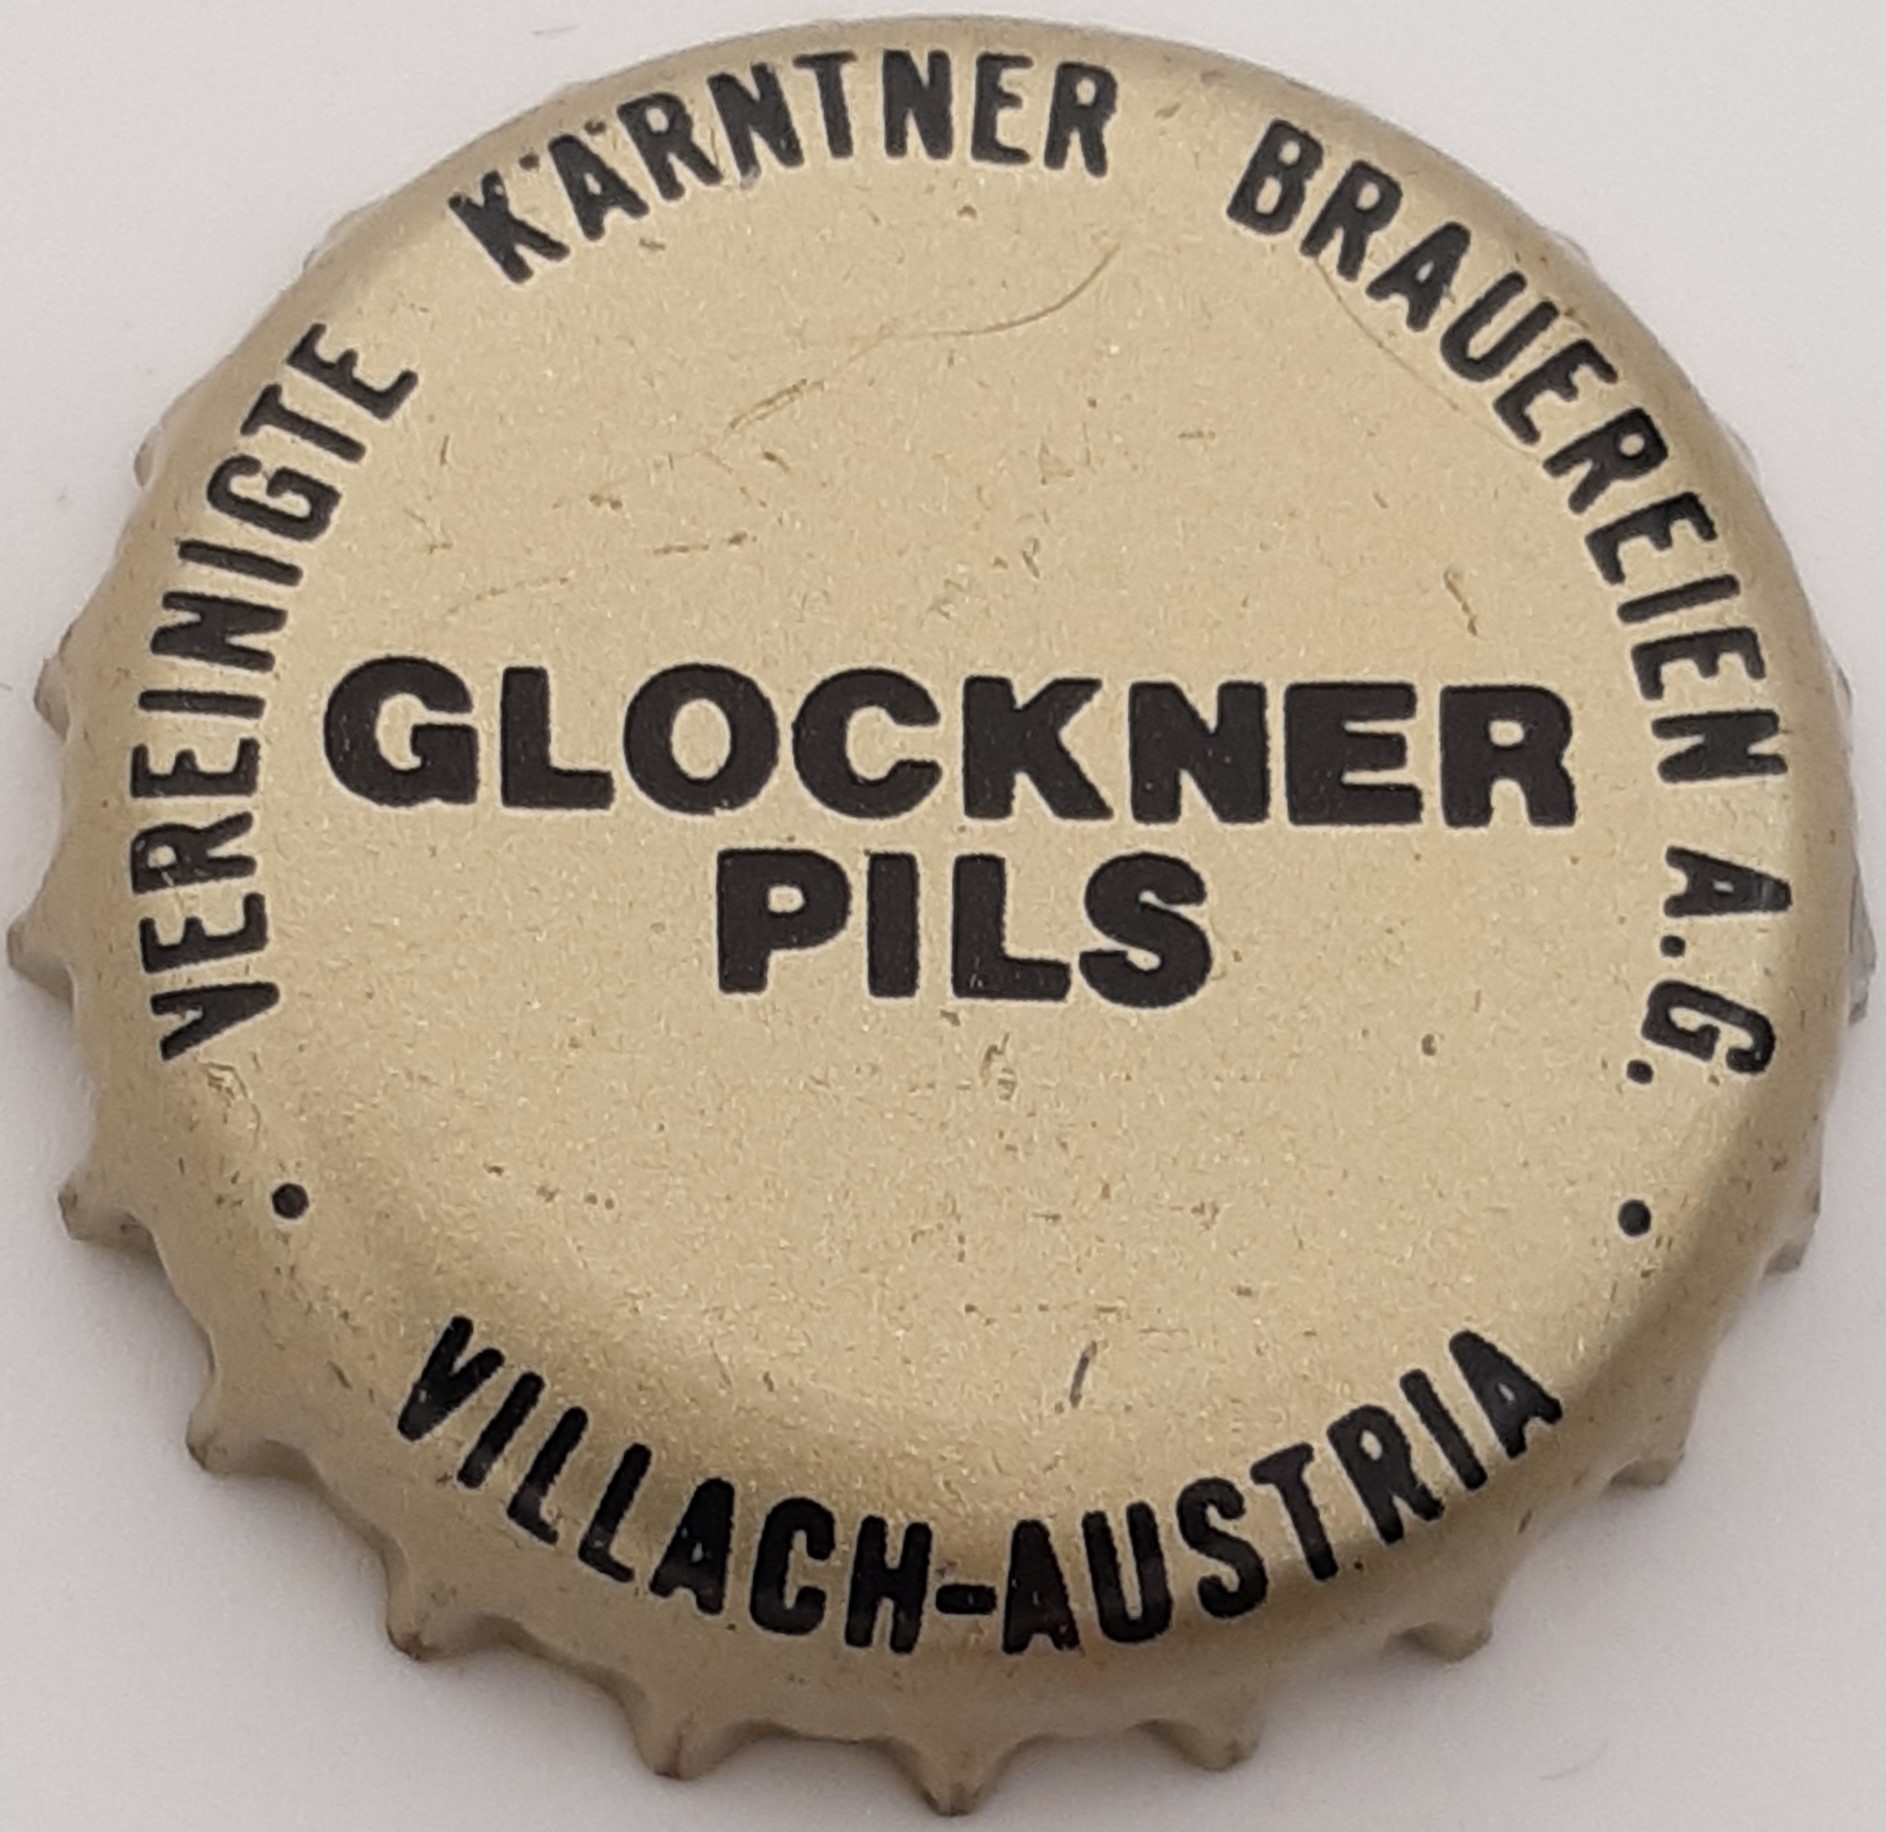 VEREINIGTE KÄRNTNER BRAUEREIEN A.G.
GLOCKNER
PILS
• VILLACH-AUSTRIA •